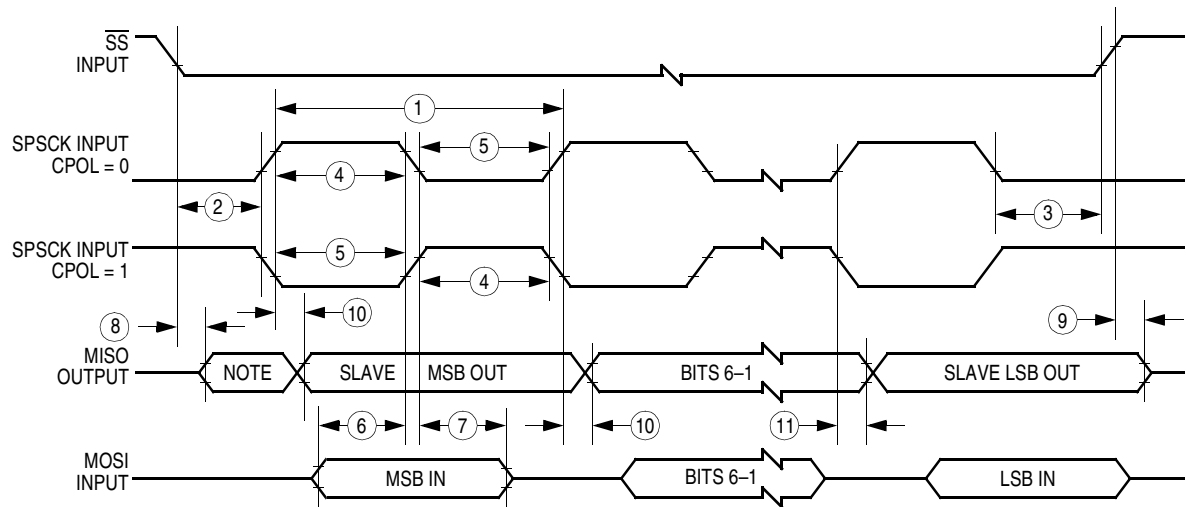 SS
INPUT
1
SPSCK INPUT
CPOL = 0
5
4
2
3
SPSCK INPUT
CPOL = 1
5
4
8
10
9
MISO
OUTPUT
NOTE
SLAVE MSB OUT
BITS 6–1
SLAVE LSB OUT
6
7
10
11
MOSI
INPUT
MSB IN
BITS 6–1
LSB IN